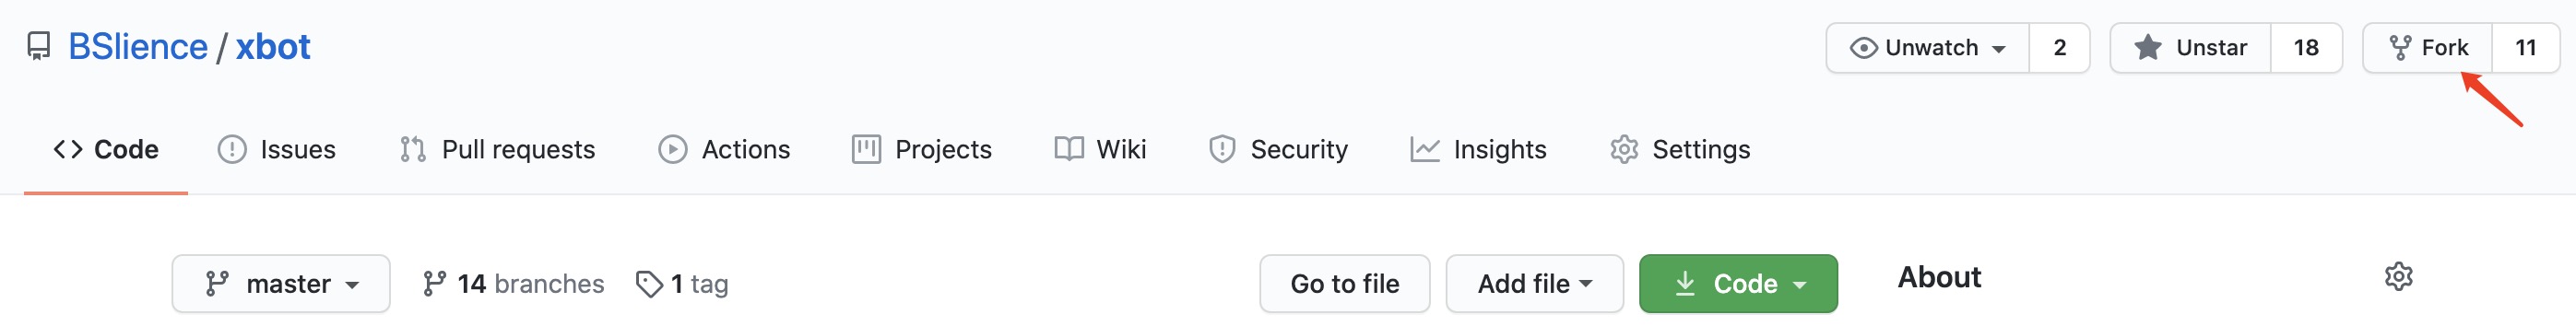 BSlience / xbot
Unwatch 2 Unstar 18 Fork 11
Code Issues Pull requests Actions Projects Wiki Security Insights Settings
master 14 branches 1 tag Go to file Add file Code About